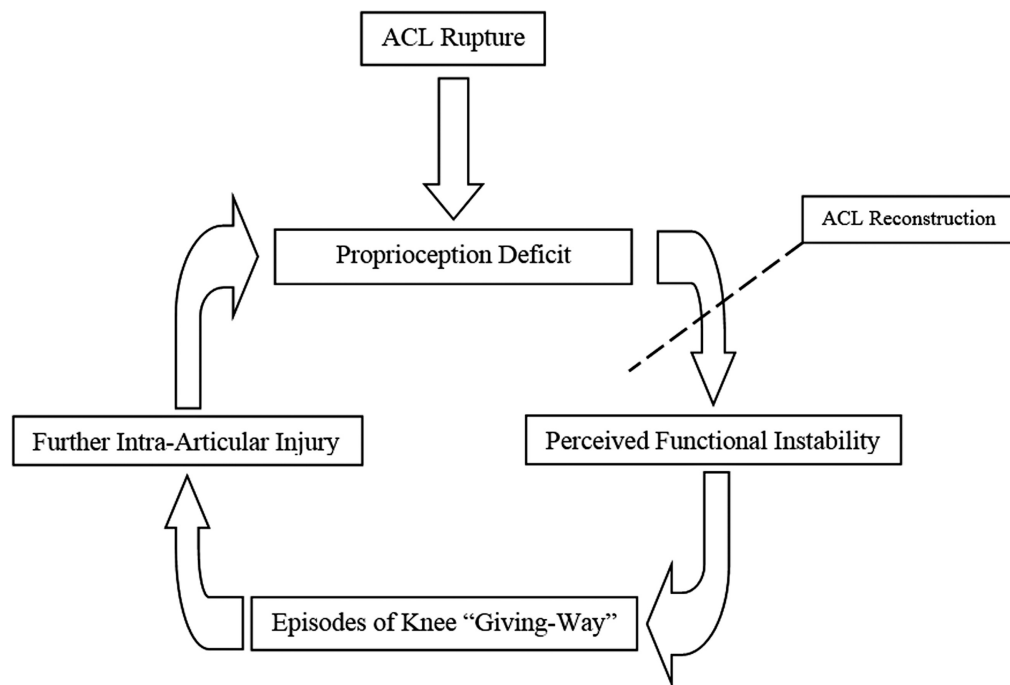 ACL Rupture
ACL Reconstruction
Proprioception Deficit
Further Intra-Articular Injury
Perceived Functional Instability
Episodes of Knee “Giving-Way”